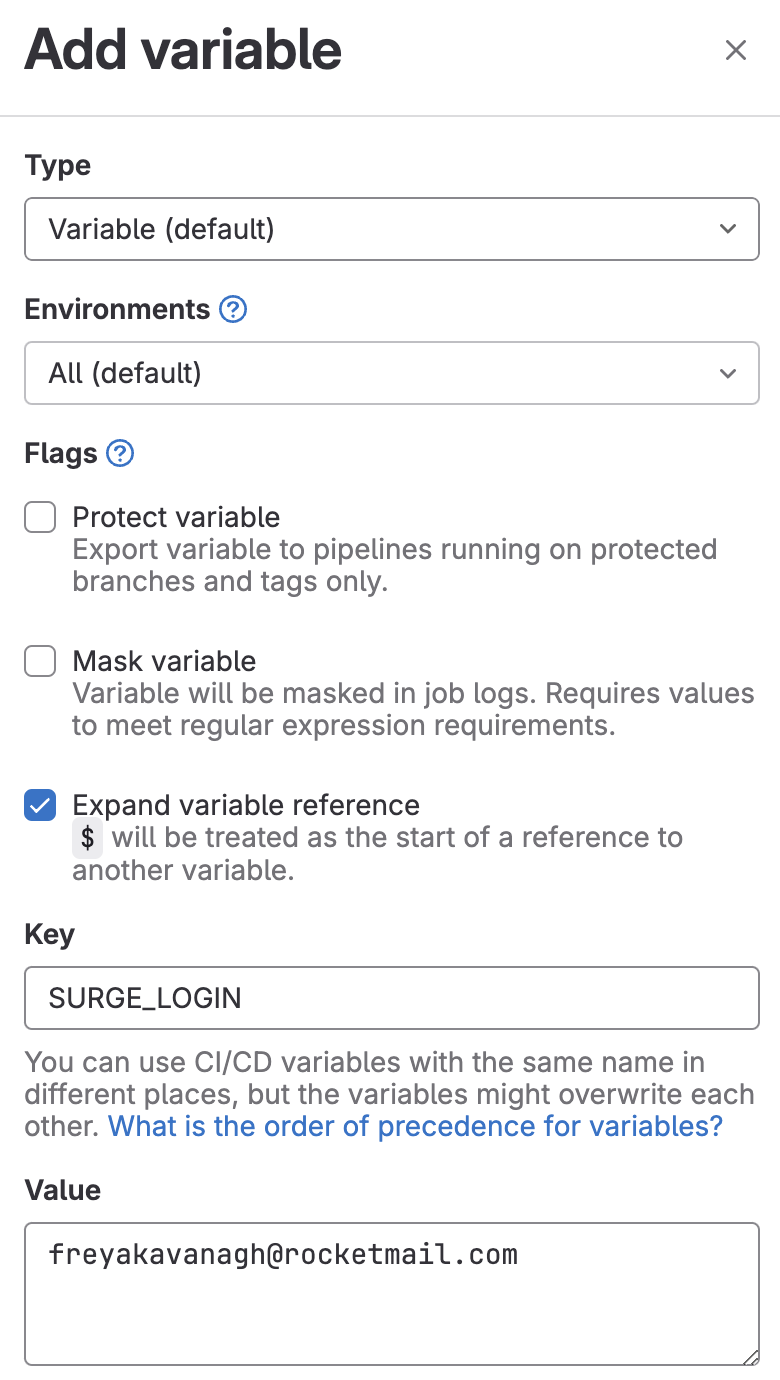 Add variable
Type
Variable (default)
Environments
All (default)
Flags
Protect variable
Export variable to pipelines running on protected
branches and tags only.
Mask variable
Variable will be masked in job logs. Requires values
to meet regular expression requirements.
Expand variable reference
$ will be treated as the start of a reference to
another variable.
Key
SURGE_LOGIN
You can use CI/CD variables with the same name in
different places, but the variables might overwrite each
other. What is the order of precedence for variables?
Value
freyakavanagh@rocketmail.com